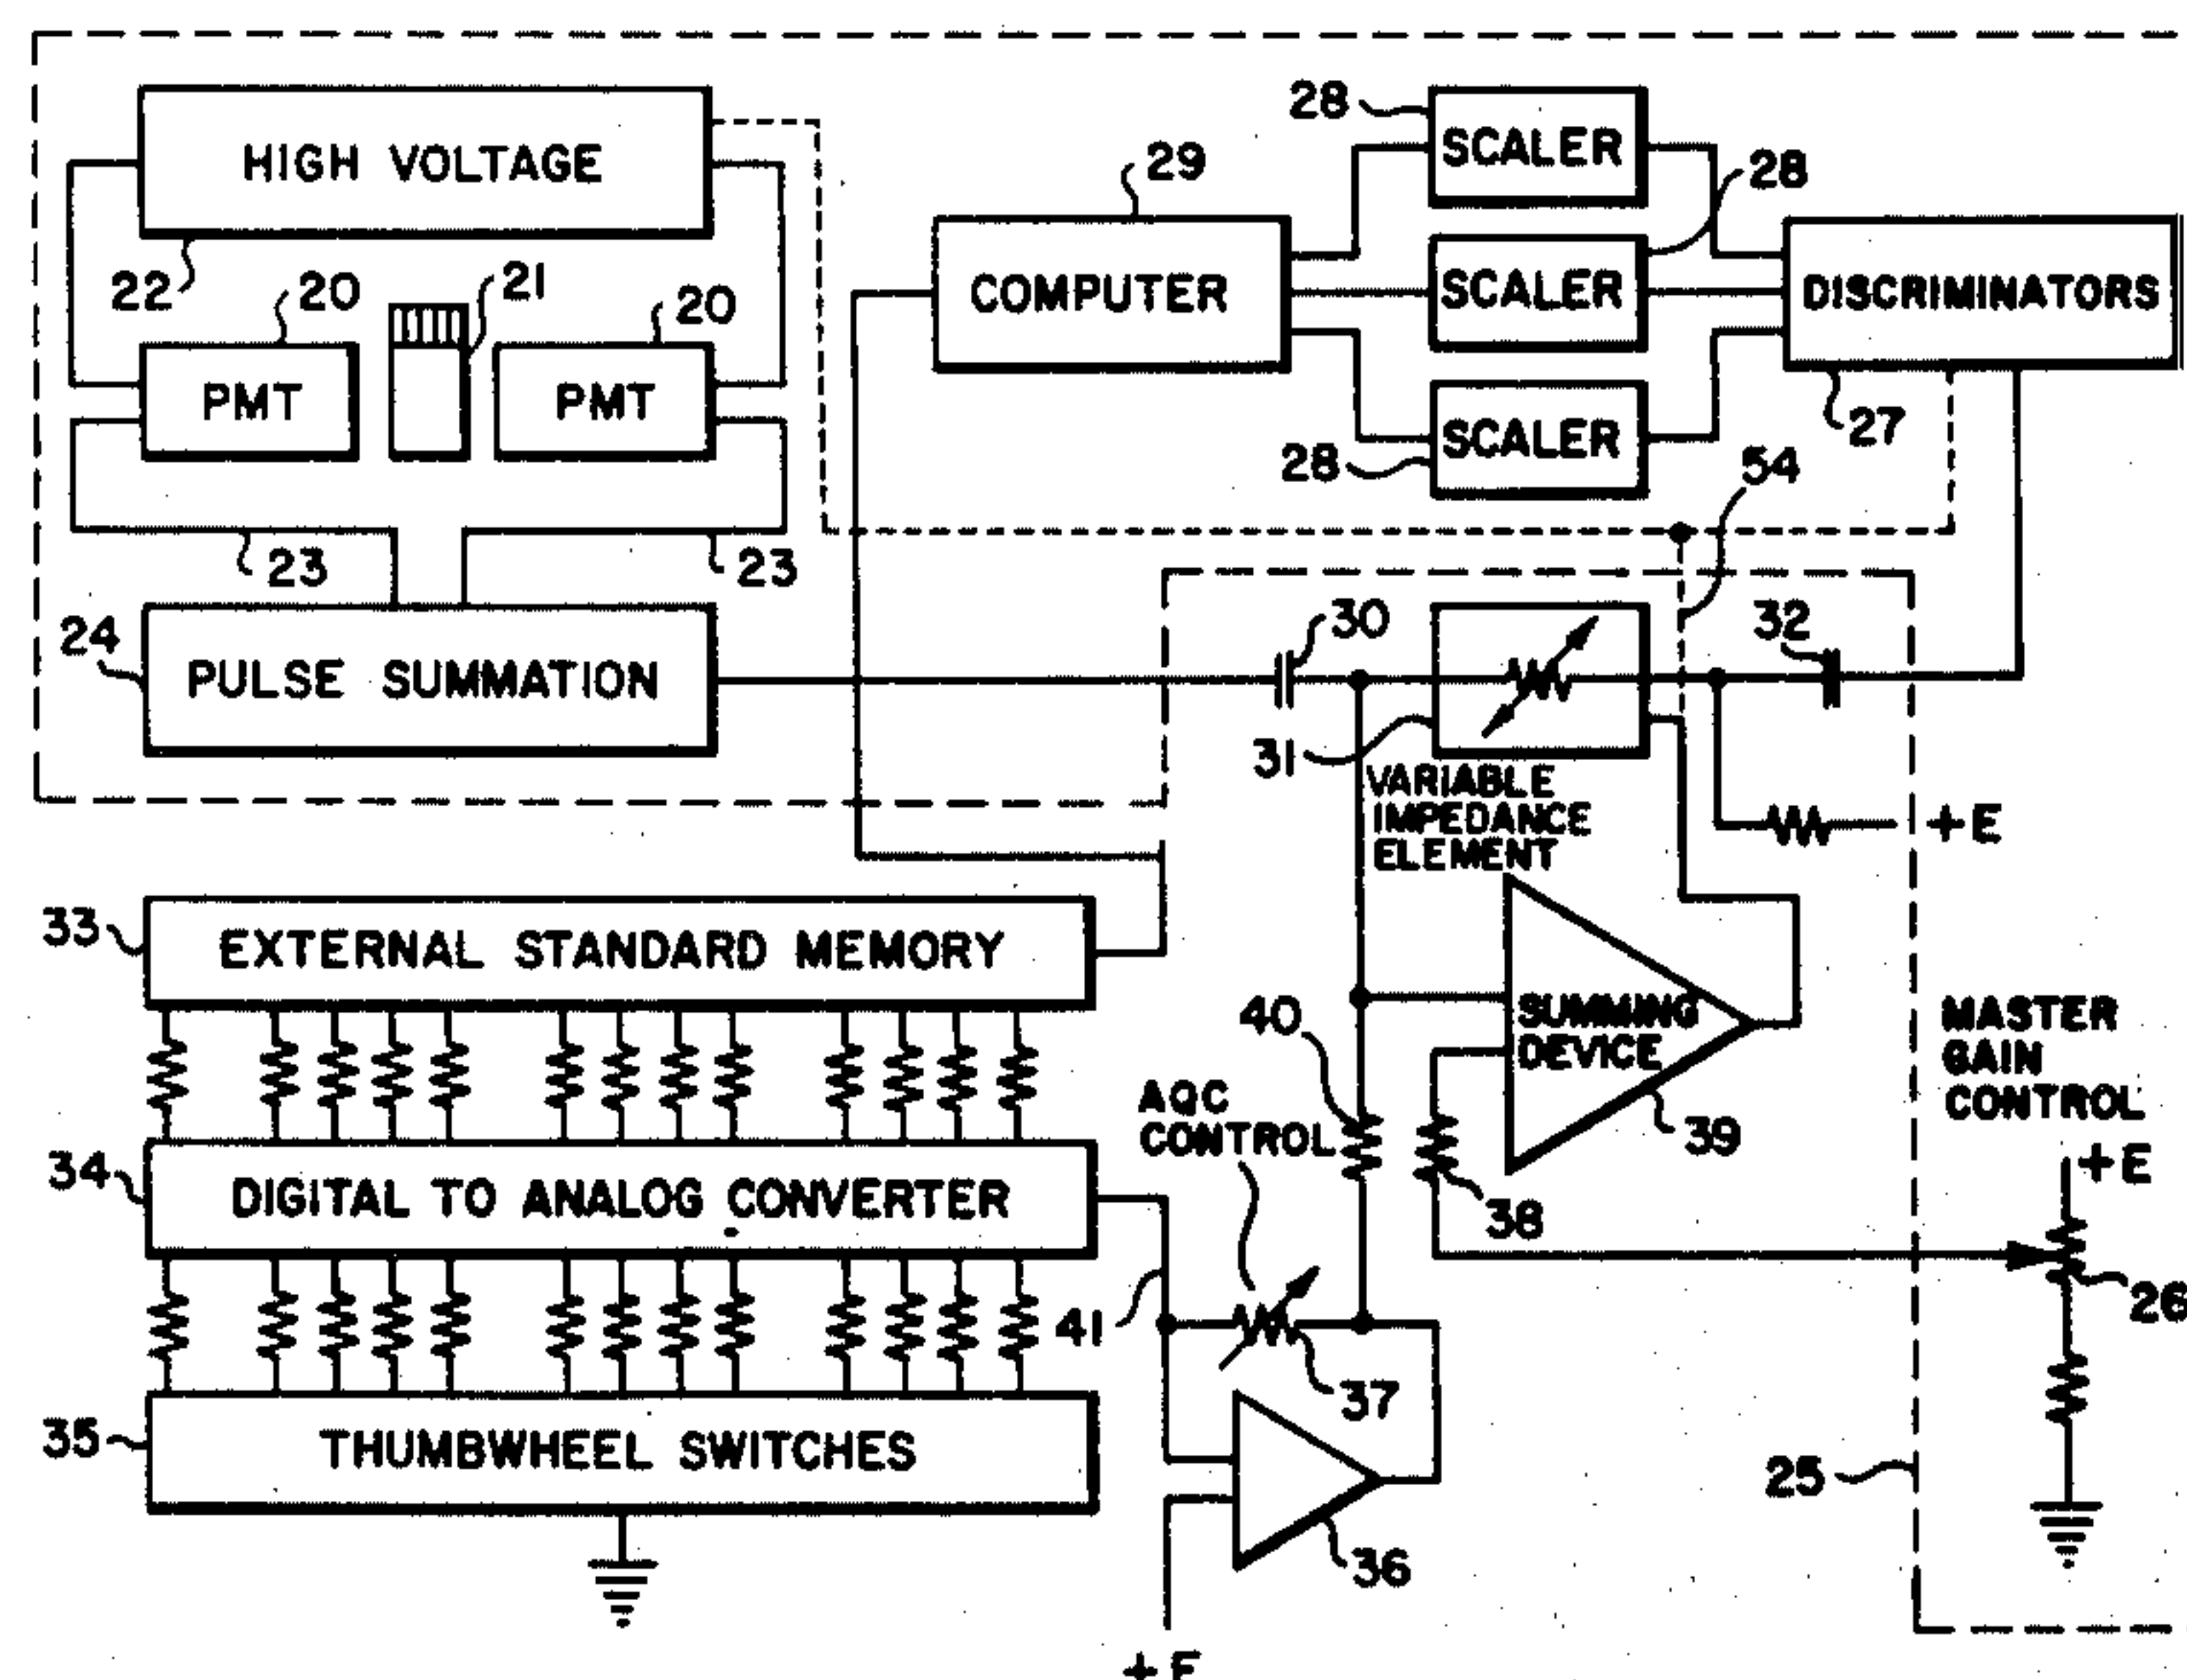 HIGH VOLTAGE
22
20
21
20
PMT
PMT
23
23
24
PULSE SUMMATION
29
COMPUTER
28
SCALER
28
SCALER
28
SCALER
DISCRIMINATORS
27
54
30
32
31
VARIABLE
IMPEDANCE
ELEMENT
+E
33
EXTERNAL STANDARD MEMORY
34
DIGITAL TO ANALOG CONVERTER
35
THUMBWHEEL SWITCHES
40
SUMMING
DEVICE
39
38
AQC
CONTROL
41
37
36
+E
MASTER
GAIN
CONTROL
+E
26
25